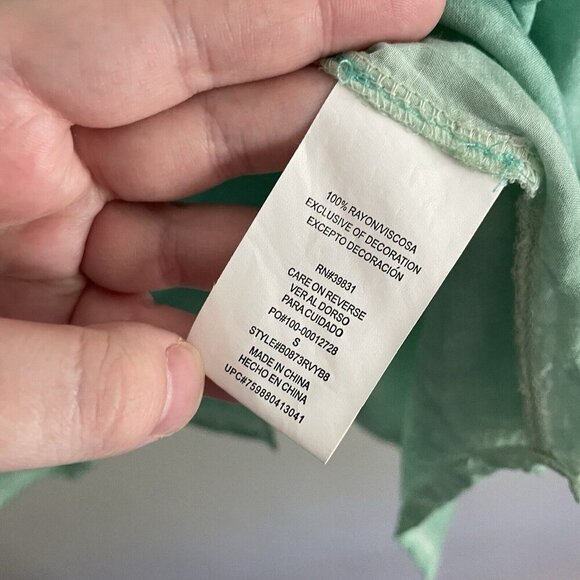 100% RAYON/VISCOSA
EXCLUSIVE OF DECORATION
EXCEPTO DECORACIÓN
RN#39831
CARE ON REVERSE
VER AL DORSO
PARA CUIDADO
PO#100-00012728
S
STYLE#B0873RVYB8
MADE IN CHINA
HECHO EN CHINA
UPC#759880413041